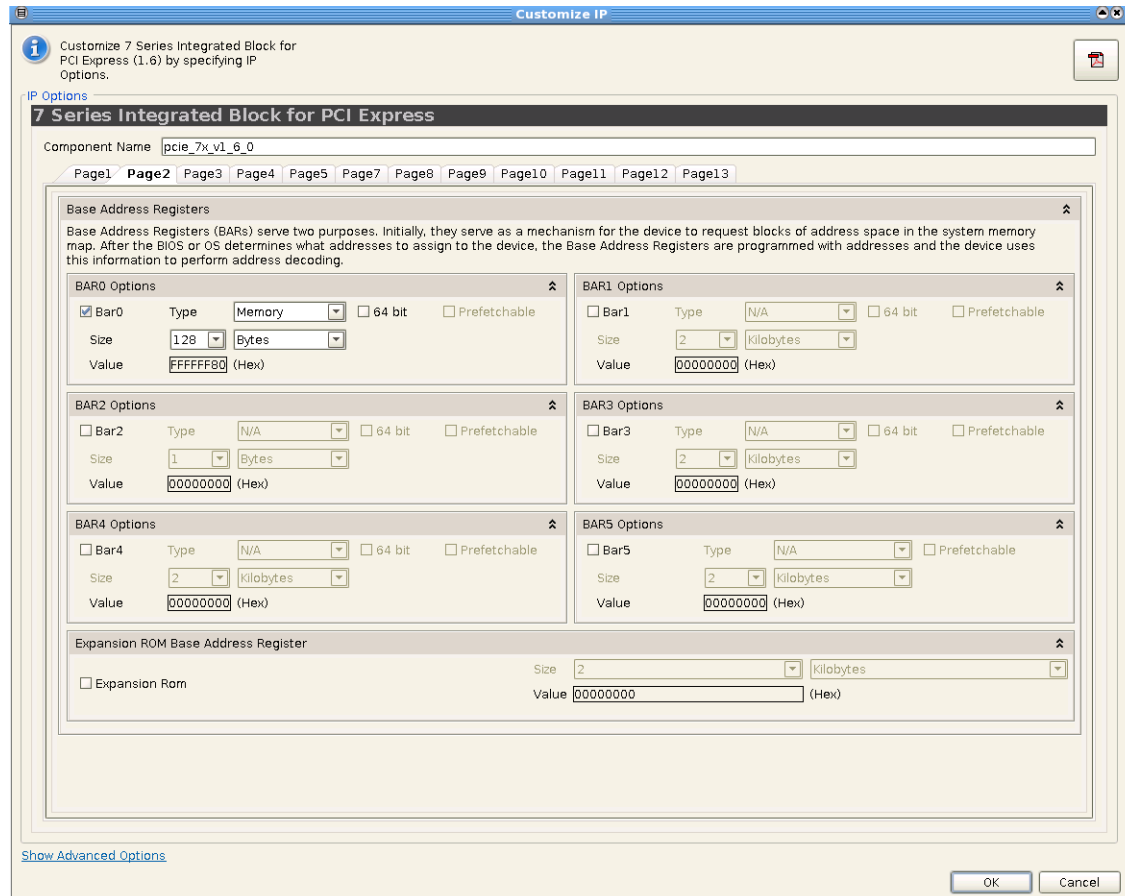 Customize IP
Customize 7 Series Integrated Block for
PCI Express (1.6) by specifying IP
Options.
IP Options
7 Series Integrated Block for PCI Express
Component Name pcie_7x_v1_6_0
Page1 Page2 Page3 Page4 Page5 Page7 Page8 Page9 Page10 Page11 Page12 Page13
Base Address Registers
Base Address Registers (BARs) serve two purposes. Initially, they serve as a mechanism for the device to request blocks of address space in the system memory
map. After the BIOS or OS determines what addresses to assign to the device, the Base Address Registers are programmed with addresses and the device uses
this information to perform address decoding.
BAR0 Options
Bar0 Type Memory 64 bit Prefetchable
Size 128 Bytes
Value FFFFFF80 (Hex)
BAR1 Options
Bar1 Type N/A 64 bit Prefetchable
Size 2 Kilobytes
Value 00000000 (Hex)
BAR2 Options
Bar2 Type N/A 64 bit Prefetchable
Size 1 Bytes
Value 00000000 (Hex)
BAR3 Options
Bar3 Type N/A 64 bit Prefetchable
Size 2 Kilobytes
Value 00000000 (Hex)
BAR4 Options
Bar4 Type N/A 64 bit Prefetchable
Size 2 Kilobytes
Value 00000000 (Hex)
BAR5 Options
Bar5 Type N/A Prefetchable
Size 2 Kilobytes
Value 00000000 (Hex)
Expansion ROM Base Address Register
Expansion Rom
Size 2 Kilobytes
Value 00000000 (Hex)
Show Advanced Options
OK Cancel